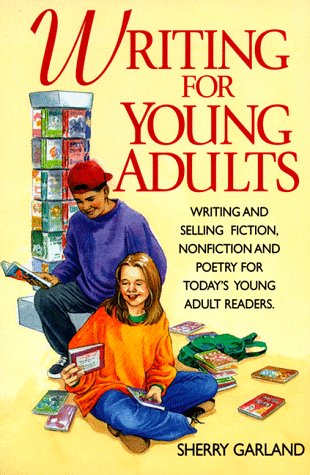 WRITING
FOR
YOUNG
ADULTS
WRITING AND
SELLING FICTION,
NONFICTION AND
POETRY FOR
TODAY'S YOUNG
ADULT READERS.
SHERRY GARLAND